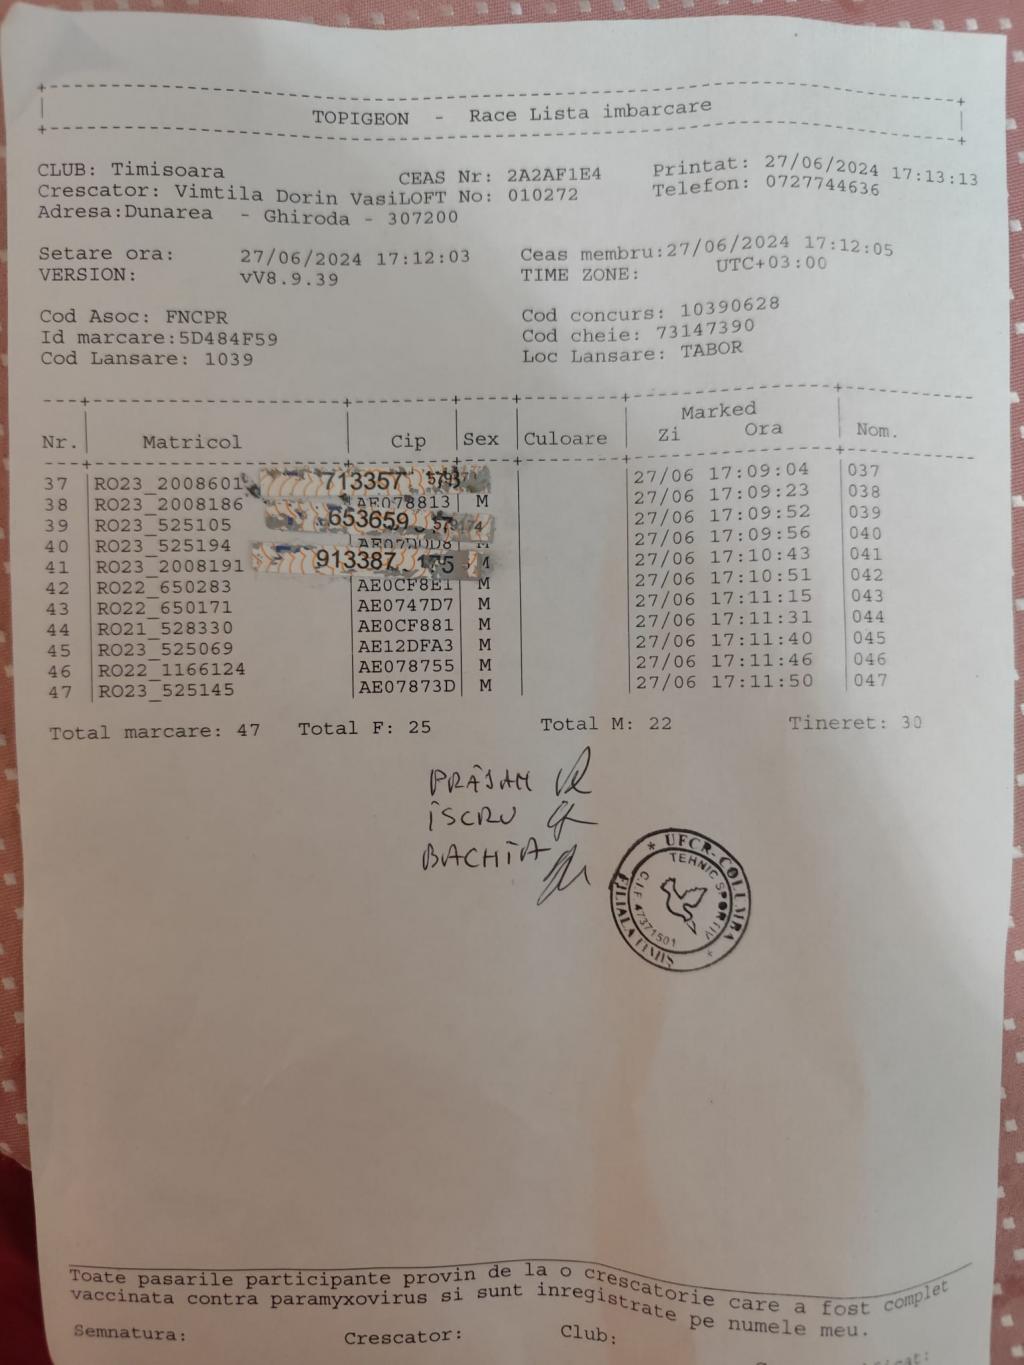 TOPIGEON - Race Lista imbarcare
CLUB: Timisoara CEAS Nr: 2A2AF1E4 Printat: 27/06/2024 17:13:13
Crescator: Vimtila Dorin VasiLOFT No: 010272 Telefon: 0727744636
Adresa:Dunarea - Ghiroda - 307200
Setare ora: 27/06/2024 17:12:03 Ceas membru:27/06/2024 17:12:05
VERSION: vV8.9.39 TIME ZONE: UTC+03:00
Cod Asoc: FNCPR Cod concurs: 10390628
Id marcare:5D484F59 Cod cheie: 73147390
Cod Lansare: 1039 Loc Lansare: TABOR
Marked
Nr. Matricol Cip Sex Culoare Zi Ora Nom.
37 RO23_2008601 713357 27/06 17:09:04 037
38 RO23_2008186 AE078813 M 27/06 17:09:23 038
39 RO23_525105 653659 27/06 17:09:52 039
40 RO23_525194 27/06 17:09:56 040
41 RO23_2008191 913387 27/06 17:10:43 041
42 RO22_650283 AE0CF8E1 M 27/06 17:10:51 042
43 RO22_650171 AE0747D7 M 27/06 17:11:15 043
44 RO21_528330 AE0CF881 M 27/06 17:11:31 044
45 RO23_525069 AE12DFA3 M 27/06 17:11:40 045
46 RO22_1166124 AE078755 M 27/06 17:11:46 046
47 RO23_525145 AE07873D M 27/06 17:11:50 047
Total marcare: 47 Total F: 25 Total M: 22 Tineret: 30
PRĂJAN
ISCRU
BACHIA
* UFCR-COLUMBA * FILIALA TIMIS
TEHNIC SPORTIV
C.I.F 47371501
Toate pasarile participante provin de la o crescatorie care a fost complet
vaccinata contra paramyxovirus si sunt inregistrate pe numele meu.
Semnatura: Crescator: Club: